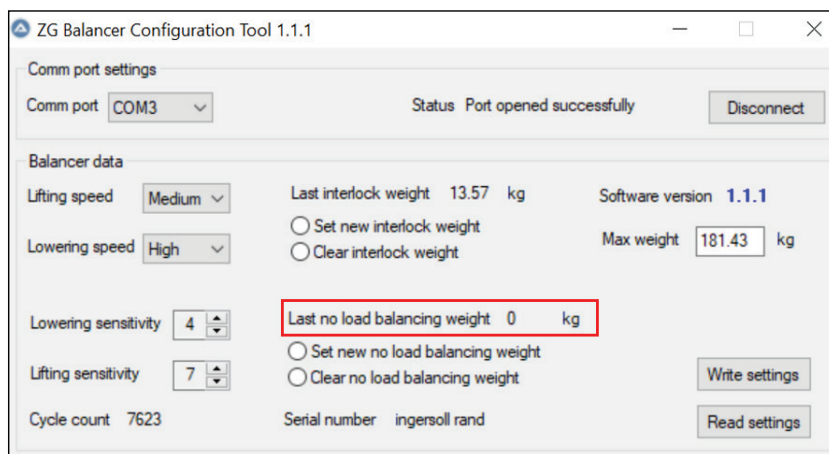 ZG Balancer Configuration Tool 1.1.1
Comm port settings
Comm port COM3 Status Port opened successfully Disconnect
Balancer data
Lifting speed Medium Last interlock weight 13.57 kg Software version 1.1.1
Set new interlock weight
Lowering speed High Clear interlock weight Max weight 181.43 kg
Lowering sensitivity 4 Last no load balancing weight 0 kg
Set new no load balancing weight
Lifting sensitivity 7 Clear no load balancing weight Write settings
Cycle count 7623 Serial number ingersoll rand Read settings